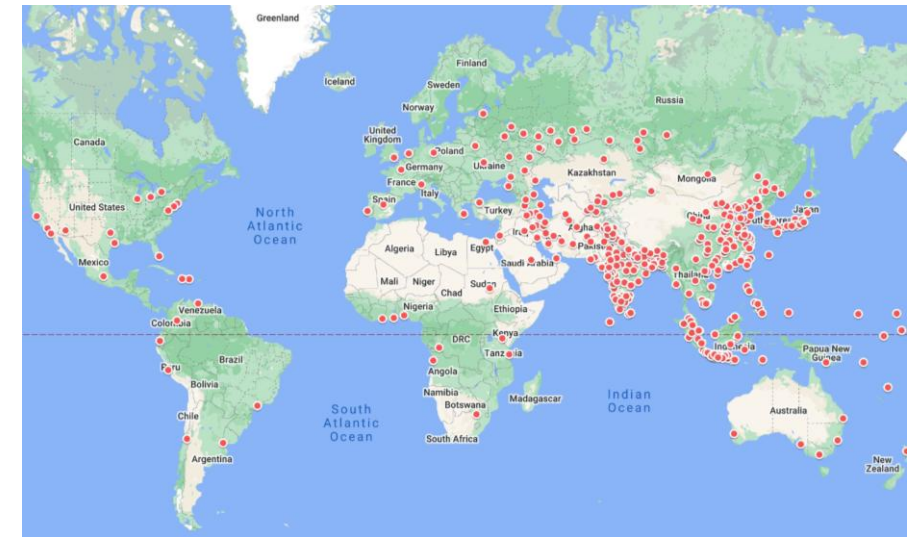 Greenland
Iceland
Finland
Sweden
Norway
Russia
Canada
United
Kingdom
Poland
Germany
Ukraine
France
Kazakhstan
Mongolia
Italy
United States
Spain
Turkey
Japan
North
Atlantic
Ocean
Mexico
Algeria
Libya
Egypt
Saudi Arabia
Mali
Niger
Chad
Sudan
Thailand
Nigeria
Ethiopia
Venezuela
Colombia
DRC
Kenya
Tanzania
Indonesia
Papua New
Guinea
Brazil
Peru
Angola
Bolivia
Namibia
Botswana
Madagascar
Indian
Ocean
Chile
South
Atlantic
Ocean
Australia
South Africa
Argentina
New
Zealand